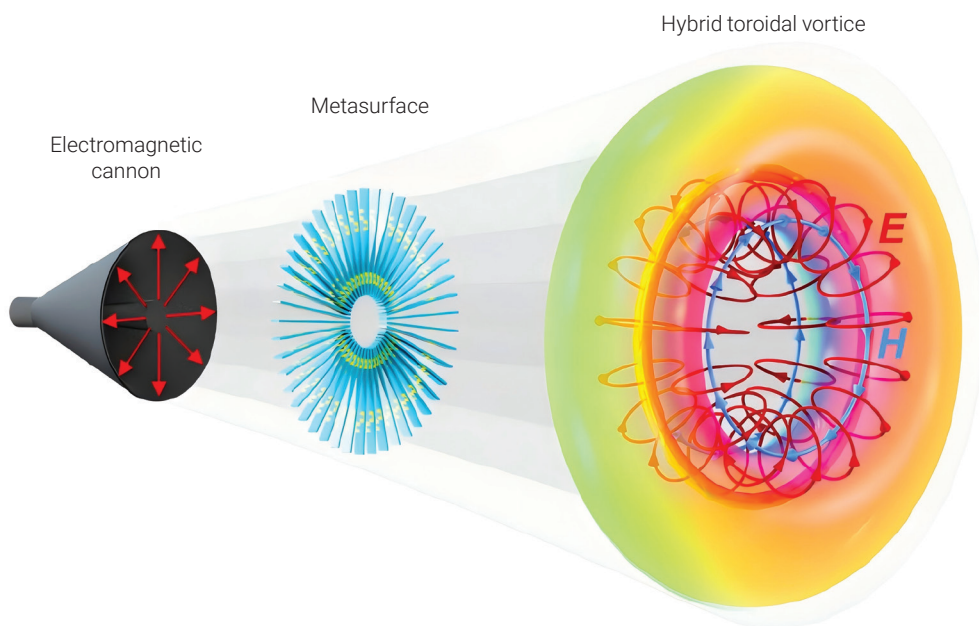 Hybrid toroidal vortice
Metasurface
Electromagnetic
cannon
E
H